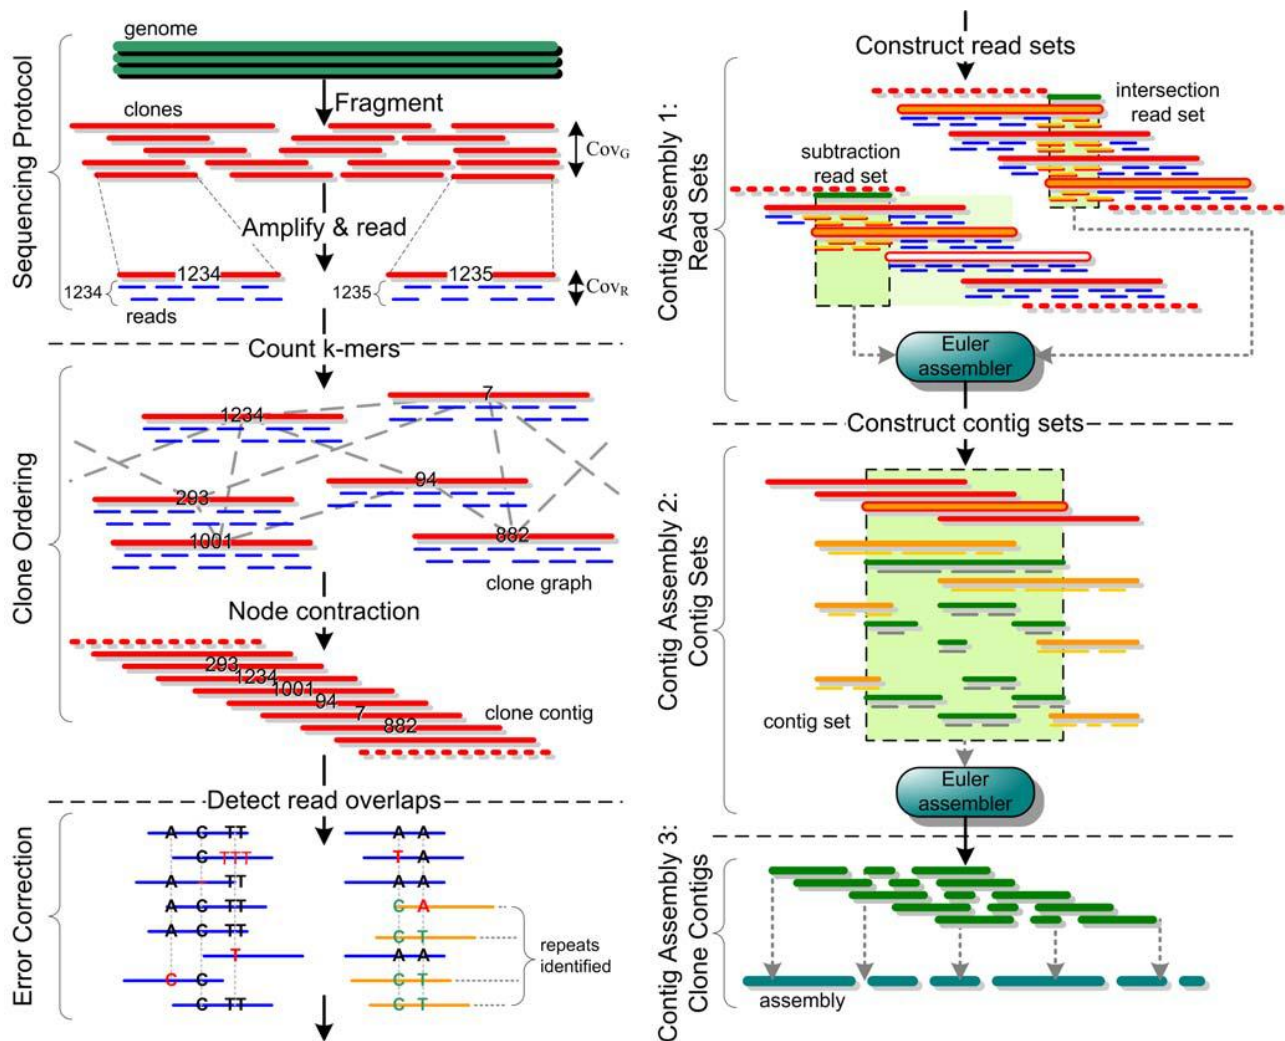 Sequencing Protocol
genome
Fragment
clones
CovG
Amplify & read
1234
1235
1234
1235
CovR
reads
Count k-mers
Clone Ordering
1234
7
293
94
1001
882
clone graph
Node contraction
293
1234
1001
94
7
882
clone contig
Detect read overlaps
Error Correction
A G TT
G TTT
A - TT
A G TT
A G TT
T
C G
G TT
A A
T A
A A
C A
C T
A A
C T
C T
repeats
identified
Construct read sets
Contig Assembly 1:
Read Sets
intersection
read set
subtraction
read set
Euler
assembler
Construct contig sets
Contig Assembly 2:
Contig Sets
contig set
Euler
assembler
Contig Assembly 3:
Clone Contigs
assembly